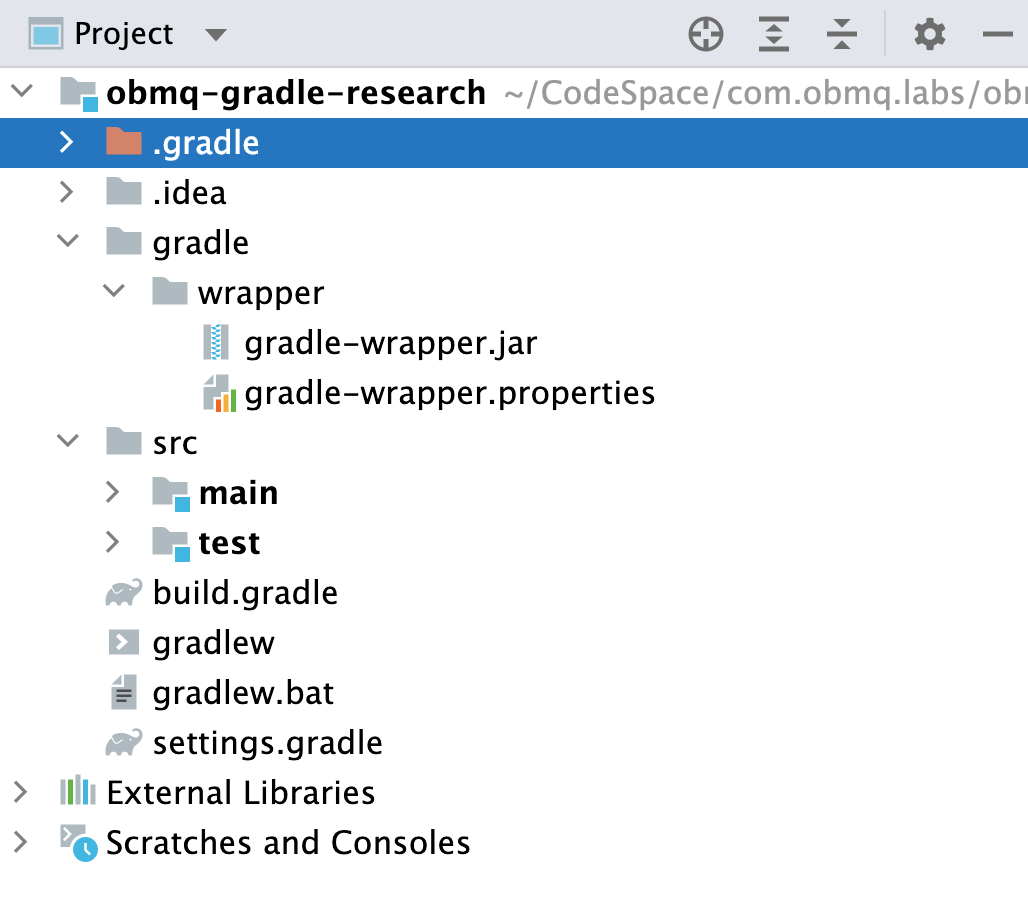 Project
obmq-gradle-research ~/CodeSpace/com.obmq.labs/
.gradle
.idea
gradle
wrapper
gradle-wrapper.jar
gradle-wrapper.properties
src
main
test
build.gradle
gradlew
gradlew.bat
settings.gradle
External Libraries
Scratches and Consoles